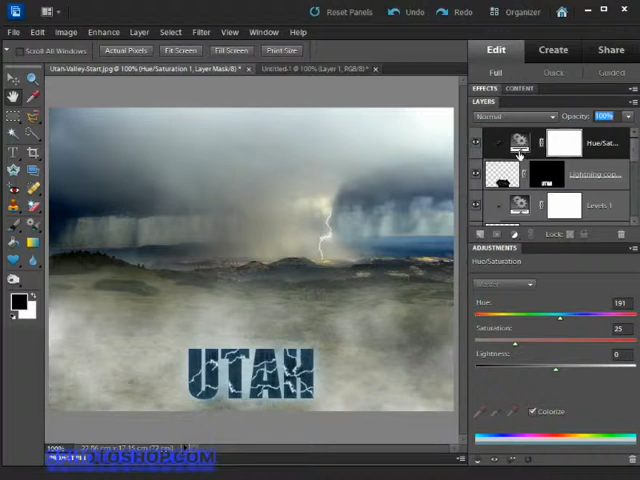 Reset Panels Undo Redo Organizer
File Edit Image Enhance Layer Select Filter View Window Help
Scroll All Windows Actual Pixels Fit Screen Fill Screen Print Size
Edit Create Share
Utah-Valley-Start.jpg @ 100% (Hue/Saturation 1, Layer Mask/8) * × Untitled-1 @ 100% (Layer 1, RGB/8) * ×
Full Quick Guided
EFFECTS CONTENT
LAYERS
Normal Opacity: 100%
Hue/Sat...
Lightning cop...
Levels 1
Lock:
ADJUSTMENTS
Hue/Saturation
Master
Hue: 191
Saturation: 25
Lightness: 0
UTAH
Colorize
100%